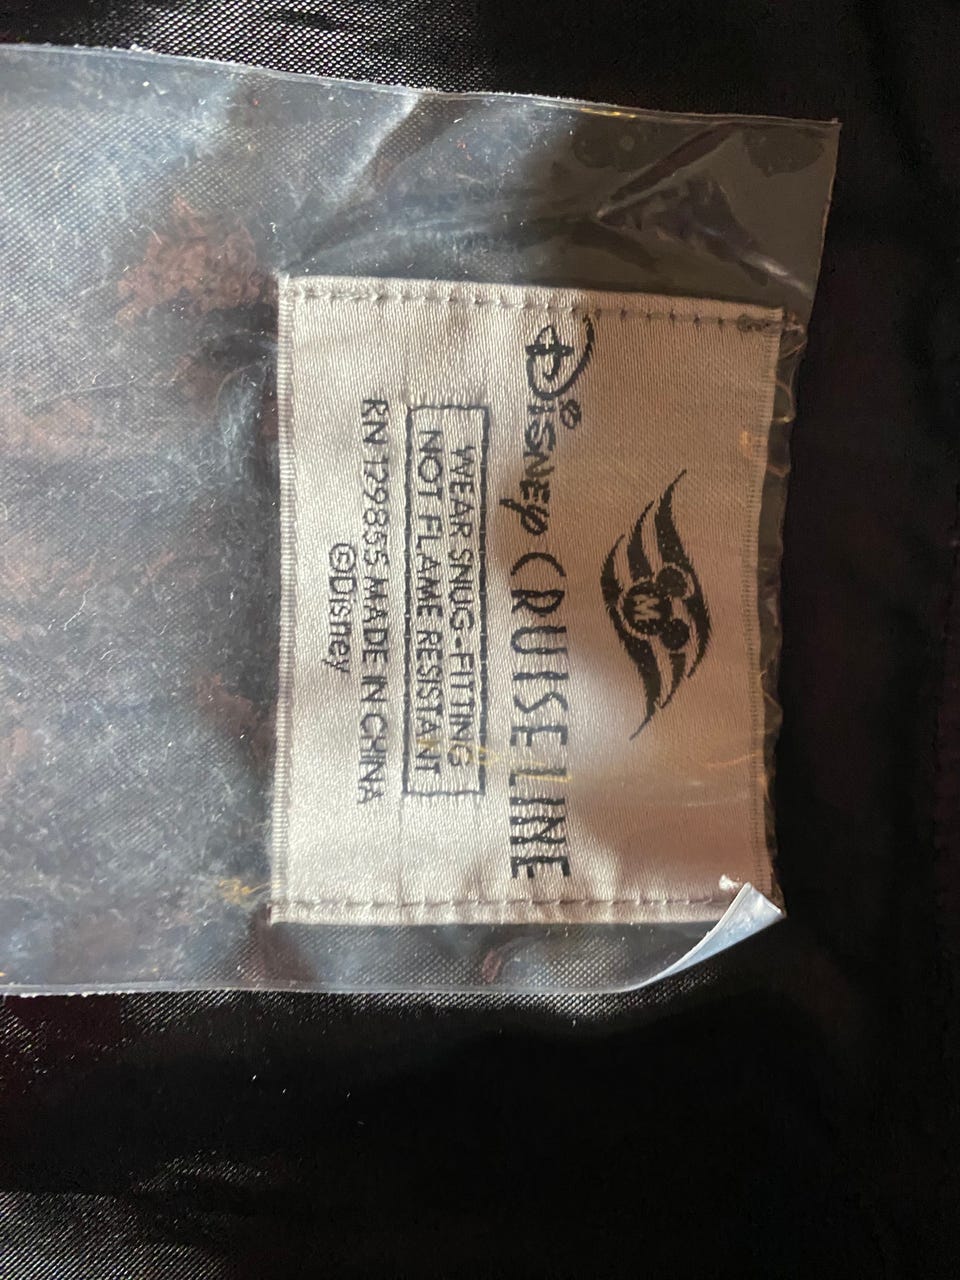 M
Disney CRUISE LINE
WEAR SNUG-FITTING
NOT FLAME RESISTANT
RN 129855 MADE IN CHINA
©Disney